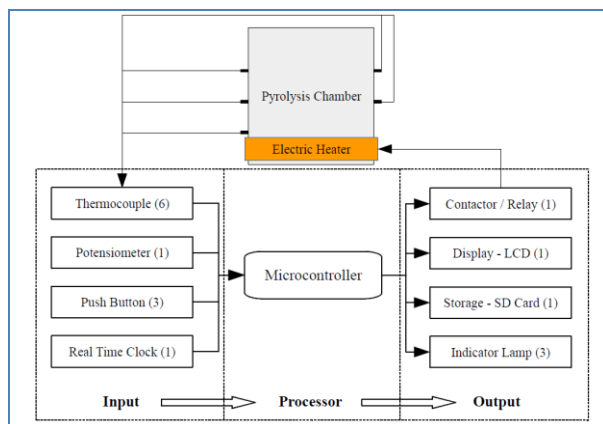 Pyrolysis Chamber
Electric Heater
Thermocouple (6)
Potensiometer (1)
Push Button (3)
Real Time Clock (1)
Microcontroller
Contactor / Relay (1)
Display - LCD (1)
Storage - SD Card (1)
Indicator Lamp (3)
Input
Processor
Output